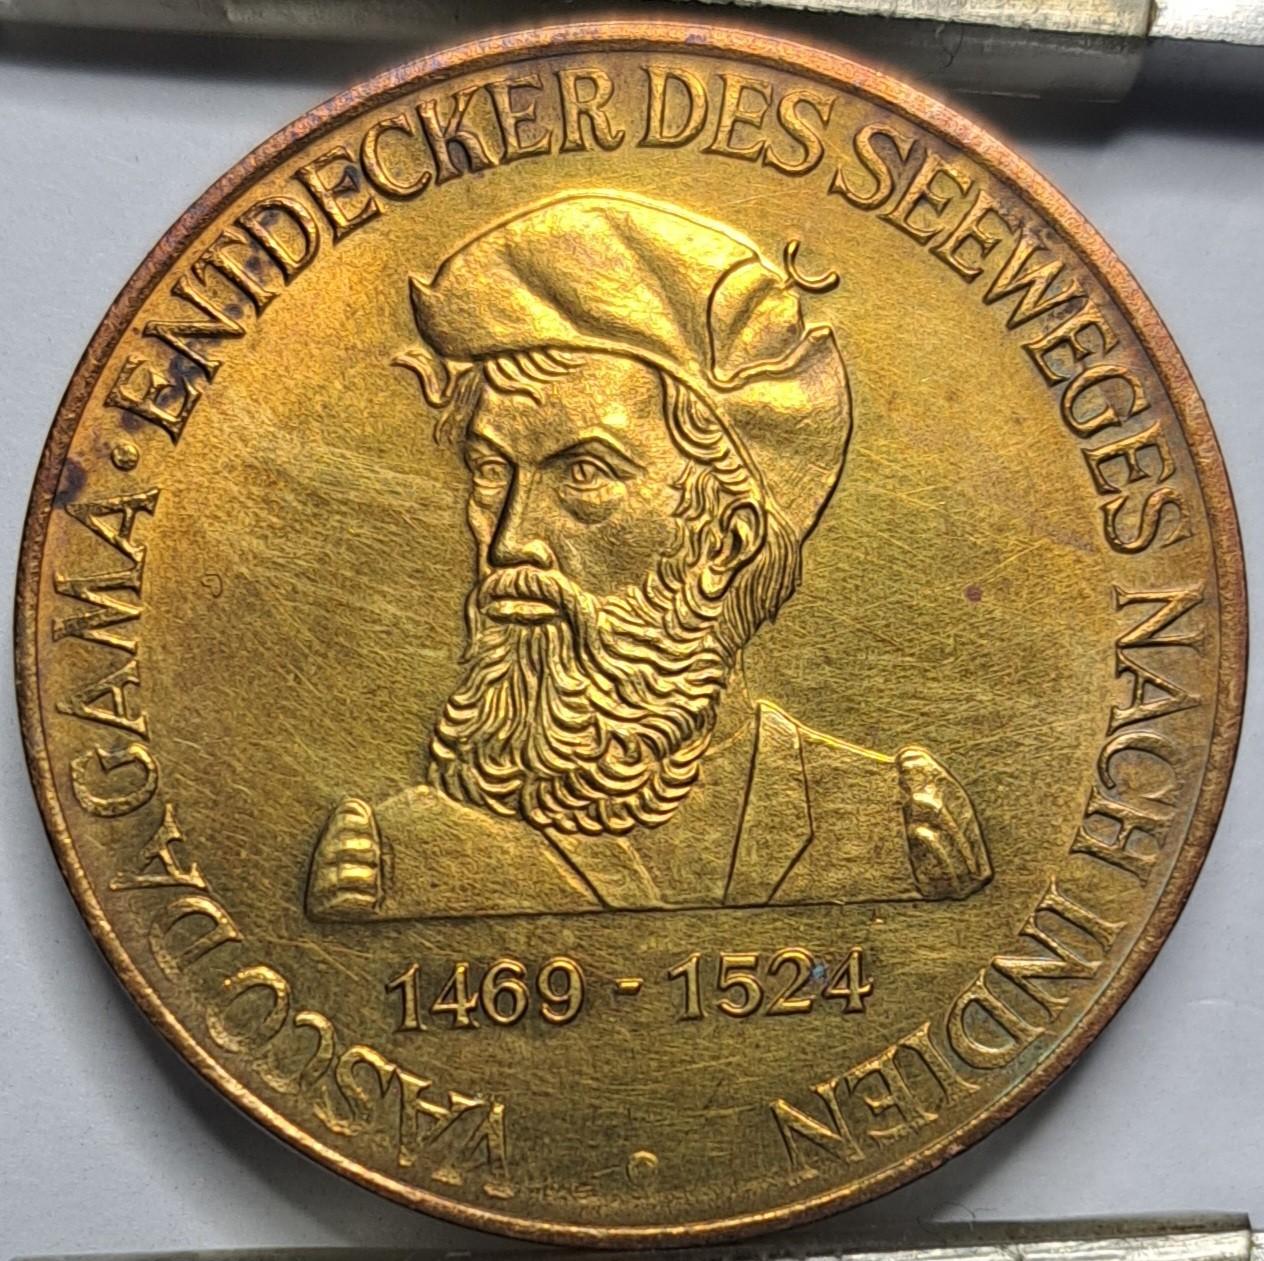 VASCO DA GAMA · ENTDECKER DES SEEWEGES NACH INDIEN
1469 - 1524